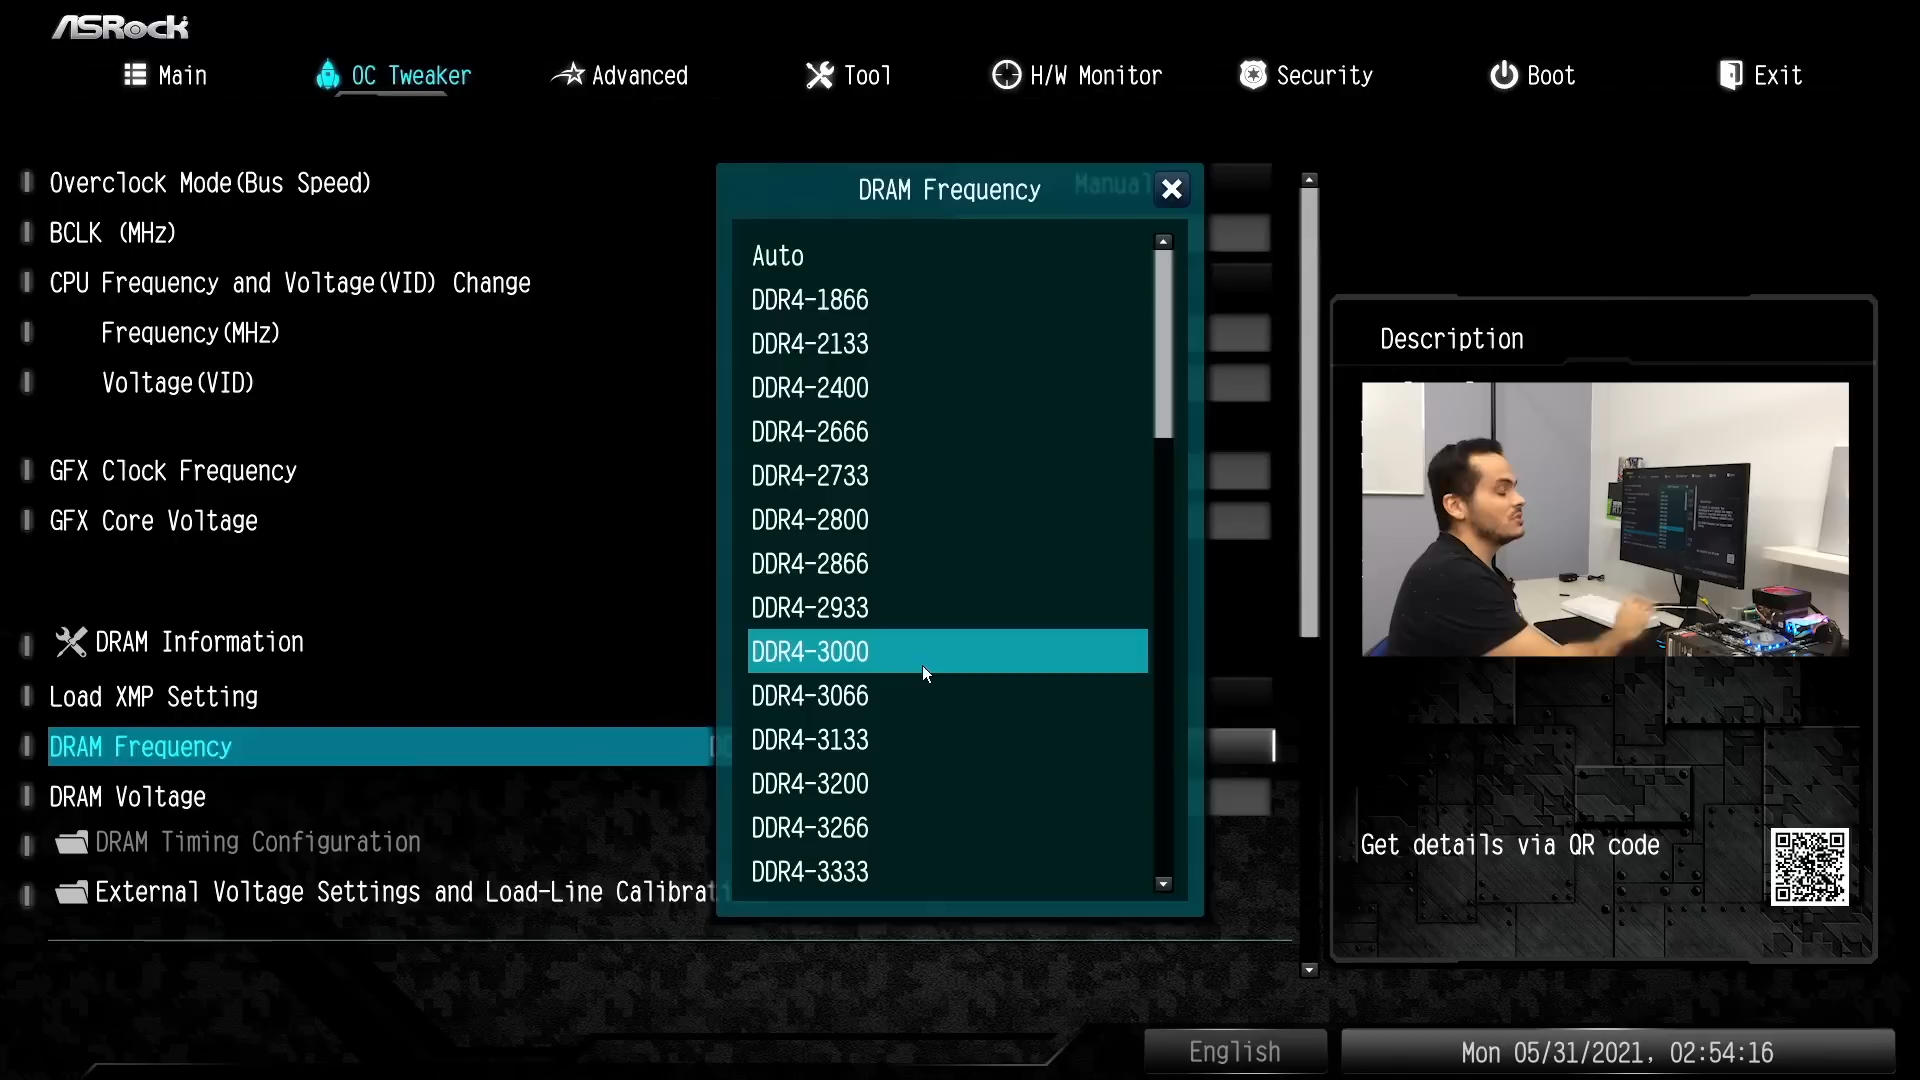 ASRock
Main
OC Tweaker
Advanced
Tool
H/W Monitor
Security
Boot
Exit
Overclock Mode(Bus Speed)
BCLK (MHz)
CPU Frequency and Voltage(VID) Change
Frequency(MHz)
Voltage(VID)
GFX Clock Frequency
GFX Core Voltage
DRAM Information
Load XMP Setting
DRAM Frequency
DRAM Voltage
DRAM Timing Configuration
External Voltage Settings and Load-Line Calibrati
DRAM Frequency
Manual
Auto
DDR4-1866
DDR4-2133
DDR4-2400
DDR4-2666
DDR4-2733
DDR4-2800
DDR4-2866
DDR4-2933
DDR4-3000
DDR4-3066
DDR4-3133
DDR4-3200
DDR4-3266
DDR4-3333
Description
Get details via QR code
English
Mon 05/31/2021, 02:54:16